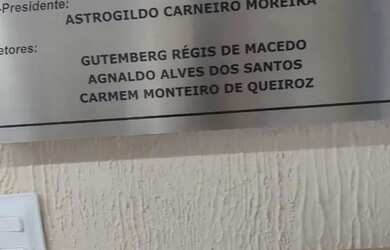 -Presidente:
ASTROGILDO CARNEIRO MOREIRA
etores:
GUTEMBERG RÉGIS DE MACEDO
AGNALDO ALVES DOS SANTOS
CARMEM MONTEIRO DE QUEIROZ